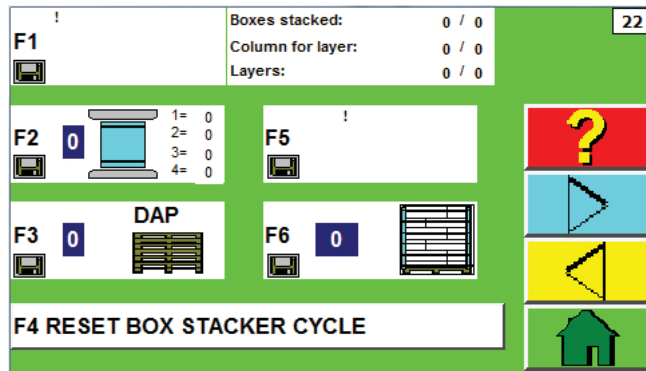 !
F1
Boxes stacked: 0 / 0
Column for layer: 0 / 0
Layers: 0 / 0
22
F2 0
1= 0
2= 0
3= 0
4= 0
!
F5
?
F3 0 DAP
F6 0
F4 RESET BOX STACKER CYCLE